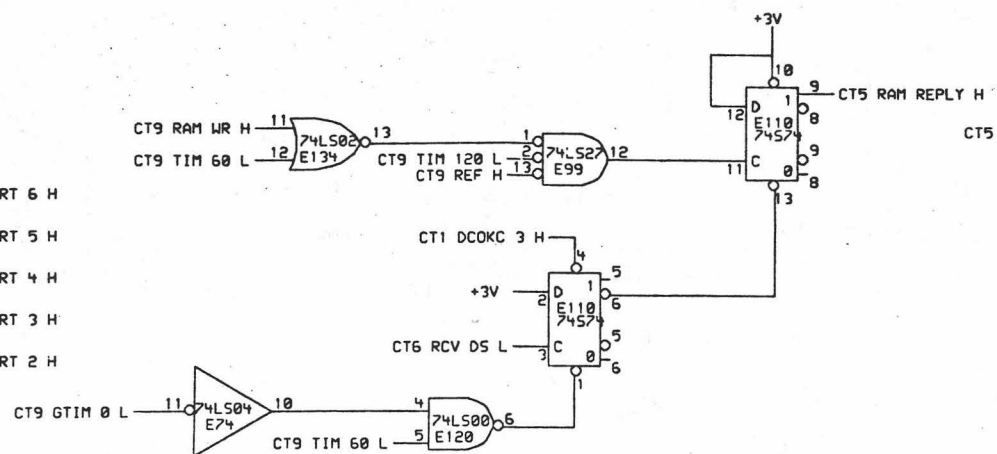 +3V
10
9
CT5 RAM REPLY H
D
1
12
E110
8
74S74
CT5
11
CT9 RAM WR H
13
74LS02
1
12
CT9 TIM 60 L
E134
2
CT9 TIM 120 L
74LS27
12
9
C
13
CT9 REF H
E99
11
0
8
13
RT 6 H
RT 5 H
CT1 DCOKC 3 H
4
RT 4 H
5
+3V
D
1
2
E110
6
74S74
RT 3 H
5
CT6 RCV DS L
C
3
0
6
RT 2 H
1
11
74LS04
10
4
CT9 GTIM 0 L
E74
74LS00
6
E120
5
CT9 TIM 60 L